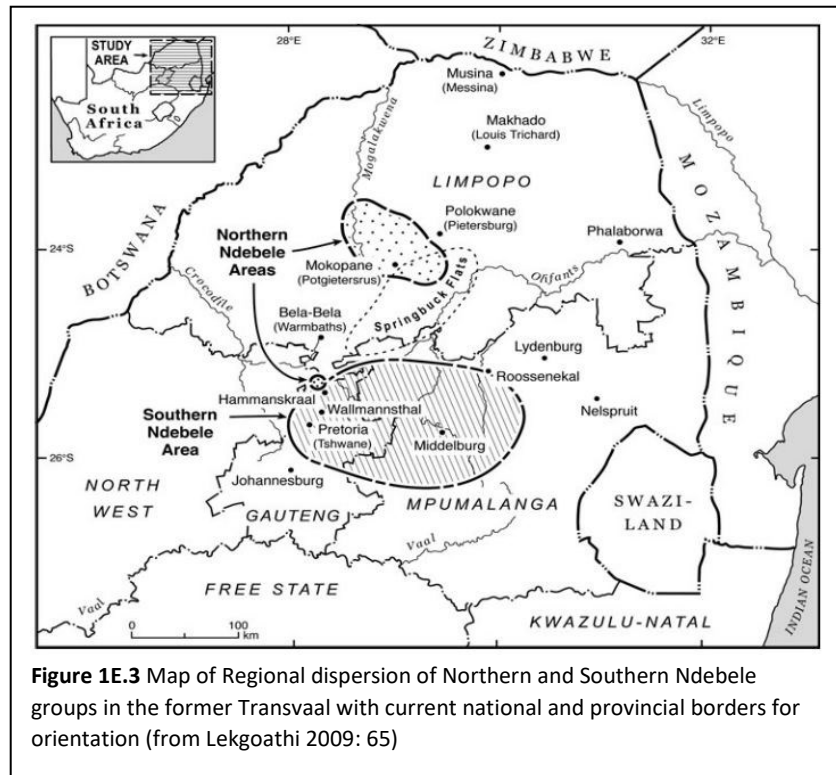 28°E
32°E
ZIMBABWE
STUDY
AREA
South
Africa
Musina
(Messina)
Mogalakwena
Makhado
(Louis Trichard)
Limpopo
LIMPOPO
MOZAMBIQUE
Northern
Ndebele
Areas
Polokwane
(Pietersburg)
Phalaborwa
24°S
24°S
BOTSWANA
Mokopane
(Potgietersrus)
Olifants
Crocodile
Springbuck Flats
Bela-Bela
(Warmbaths)
Lydenburg
Roossenekal
Hammanskraal
Wallmannsthal
Nelspruit
Southern
Ndebele
Area
Pretoria
(Tshwane)
Middelburg
26°S
26°S
Johannesburg
NORTH
WEST
GAUTENG
MPUMALANGA
SWAZI-
LAND
Vaal
Vaal
FREE STATE
KWAZULU-NATAL
INDIAN OCEAN
0
100
km
Figure 1E.3 Map of Regional dispersion of Northern and Southern Ndebele
groups in the former Transvaal with current national and provincial borders for
orientation (from Lekgoathi 2009: 65)